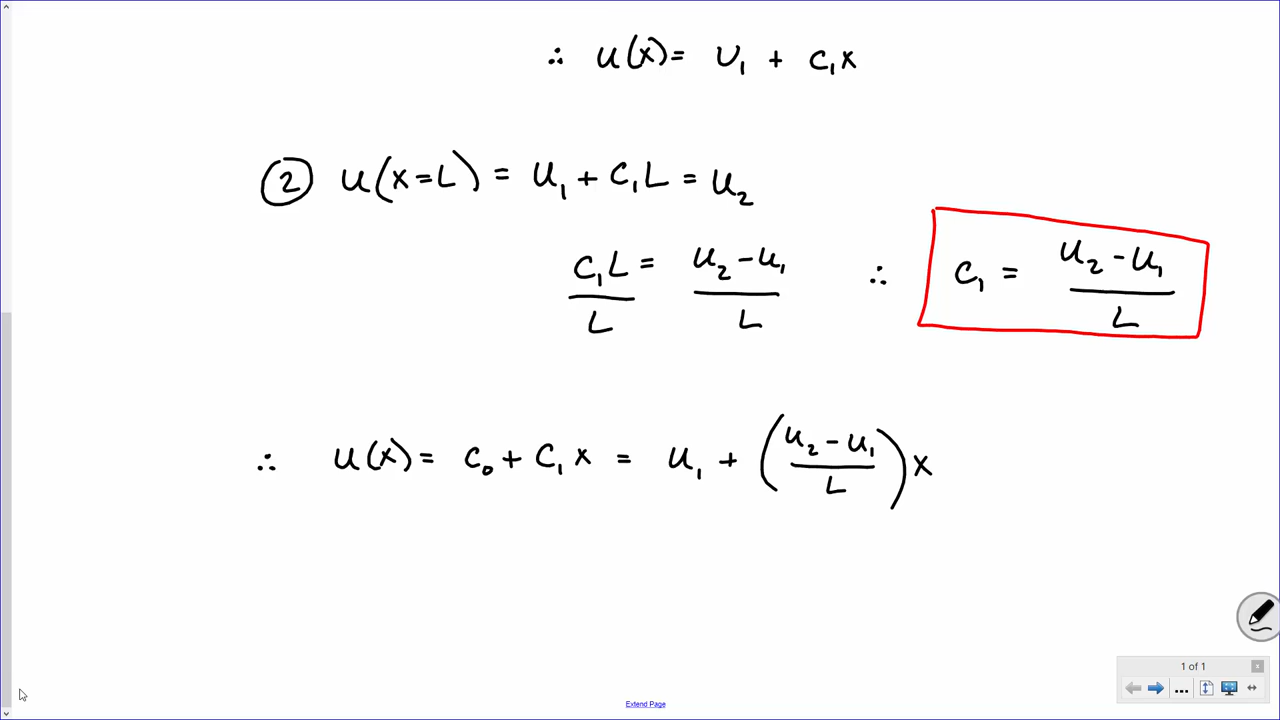 ∴ u(x) = U₁ + c₁x
② u(x=L) = u₁ + c₁L = u₂
c₁L/L = (u₂-u₁)/L ∴ c₁ = (u₂-u₁)/L
∴ u(x) = c₀ + c₁x = u₁ + ((u₂-u₁)/L)x
1 of 1
...
Extend Page